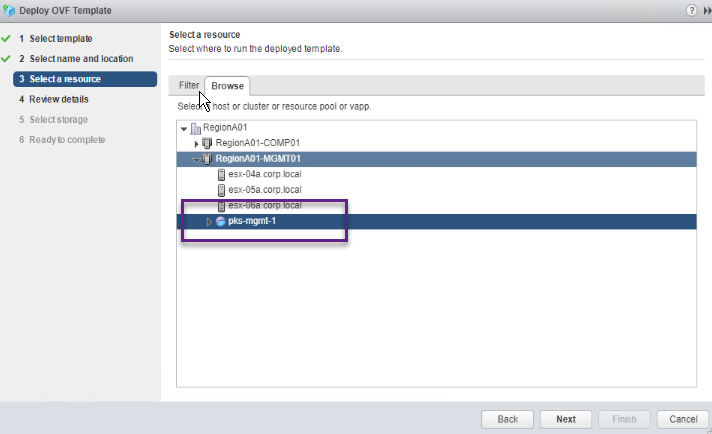 Deploy OVF Template
?
1 Select template
2 Select name and location
3 Select a resource
4 Review details
5 Select storage
6 Ready to complete
Select a resource
Select where to run the deployed template.
Filter Browse
Select host or cluster or resource pool or vapp.
RegionA01
RegionA01-COMP01
RegionA01-MGMT01
esx-04a.corp.local
esx-05a.corp.local
esx-06a.corp.local
pks-mgmt-1
Back Next Finish Cancel